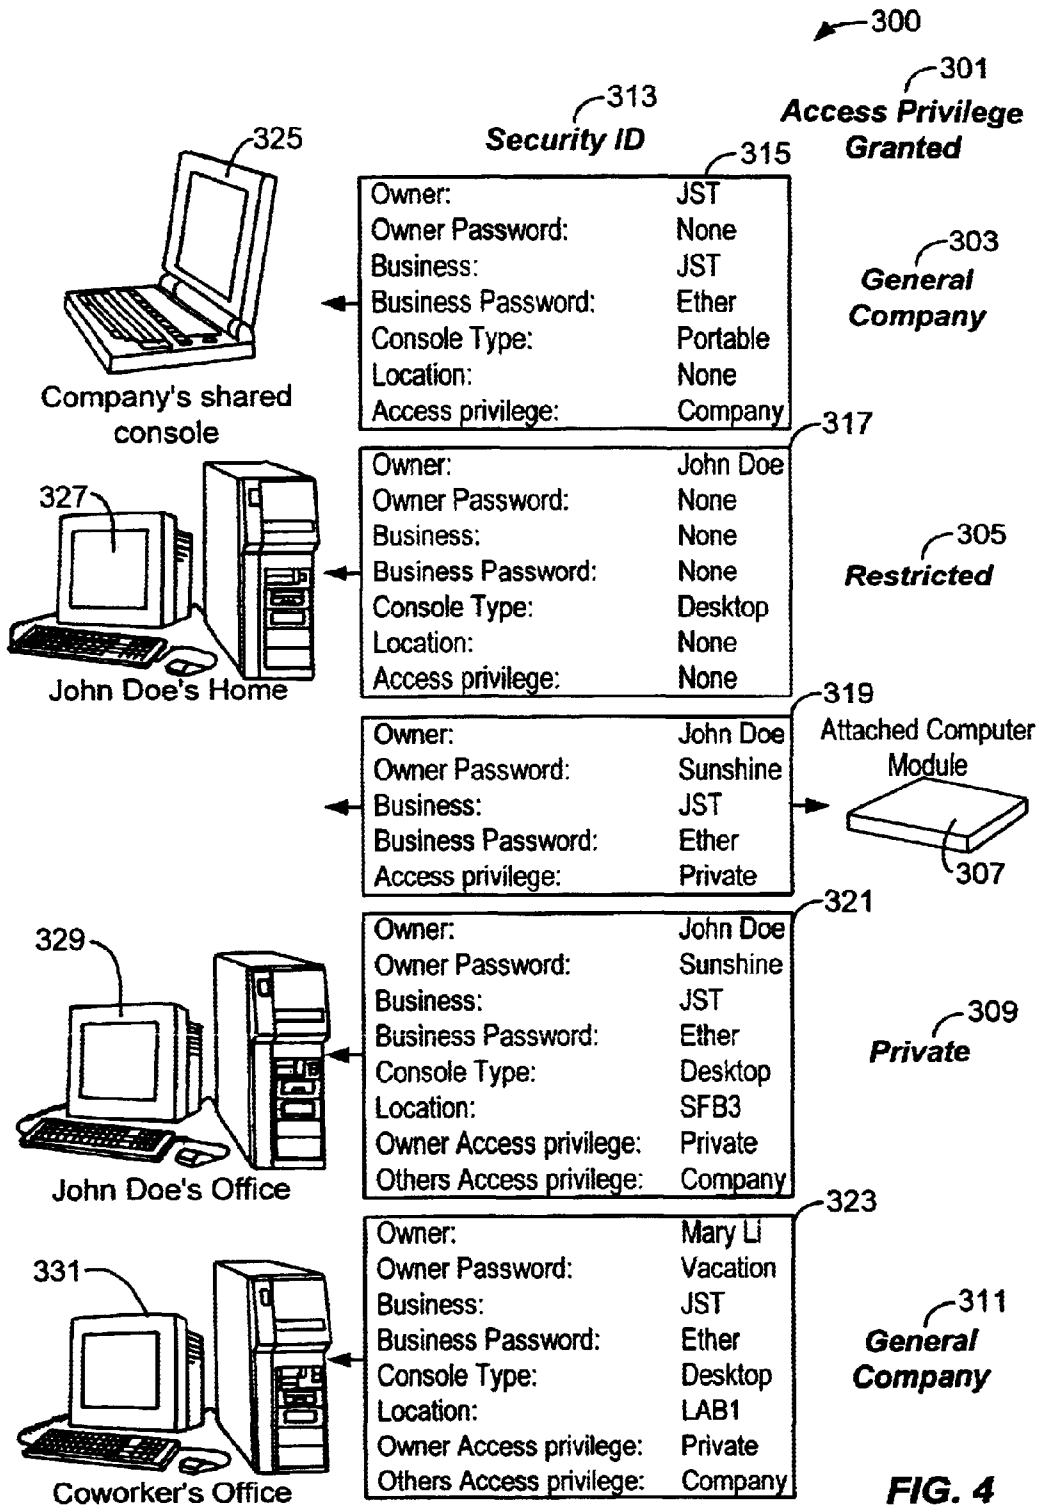 300
301
Access Privilege
Granted
313
Security ID
325
315
Owner: JST
Owner Password: None
Business: JST
Business Password: Ether
Console Type: Portable
Location: None
Access privilege: Company
303
General
Company
Company's shared
console
317
Owner: John Doe
Owner Password: None
Business: None
Business Password: None
Console Type: Desktop
Location: None
Access privilege: None
327
305
Restricted
John Doe's Home
319
Owner: John Doe
Owner Password: Sunshine
Business: JST
Business Password: Ether
Access privilege: Private
Attached Computer
Module
307
321
Owner: John Doe
Owner Password: Sunshine
Business: JST
Business Password: Ether
Console Type: Desktop
Location: SFB3
Owner Access privilege: Private
Others Access privilege: Company
329
309
Private
John Doe's Office
323
Owner: Mary Li
Owner Password: Vacation
Business: JST
Business Password: Ether
Console Type: Desktop
Location: LAB1
Owner Access privilege: Private
Others Access privilege: Company
331
311
General
Company
Coworker's Office
FIG. 4